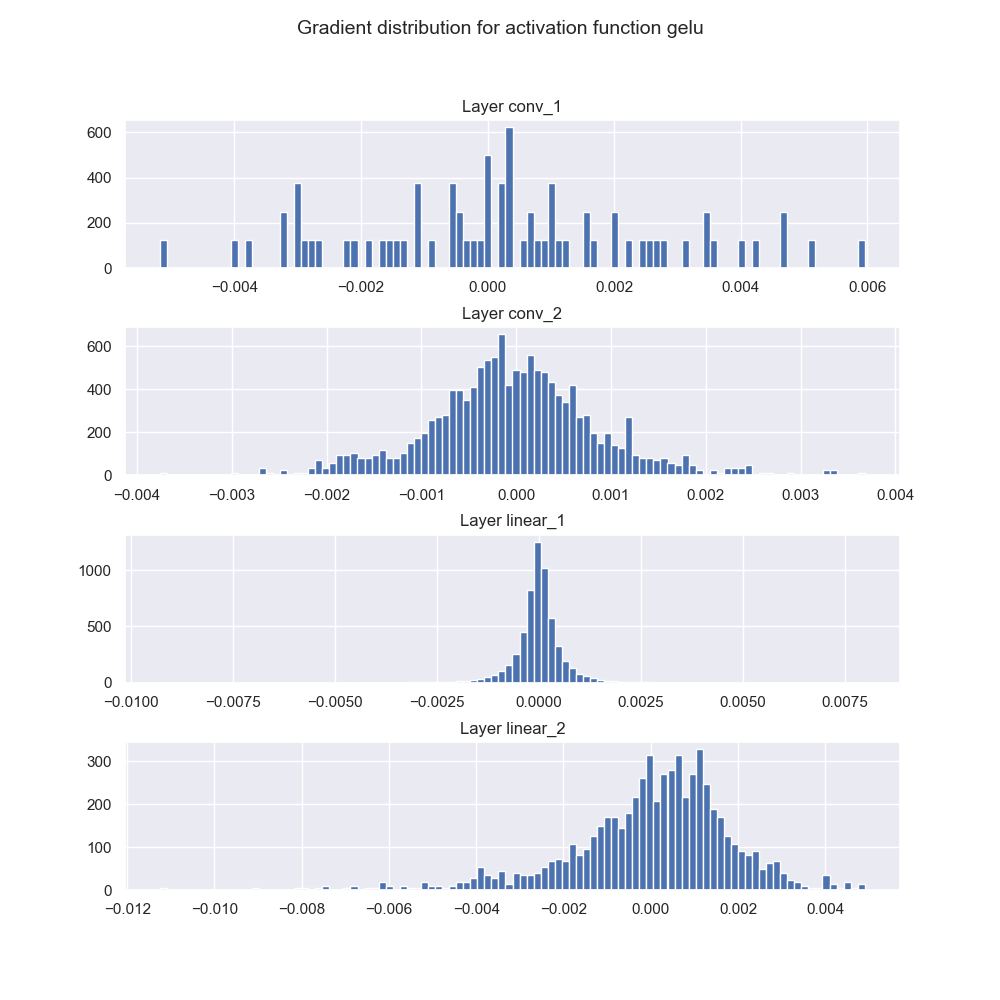 Gradient distribution for activation function gelu
Layer conv_1
600
400
200
0
−0.004 −0.002 0.000 0.002 0.004 0.006
Layer conv_2
600
400
200
0
−0.004 −0.003 −0.002 −0.001 0.000 0.001 0.002 0.003 0.004
Layer linear_1
1000
500
0
−0.0100 −0.0075 −0.0050 −0.0025 0.0000 0.0025 0.0050 0.0075
Layer linear_2
300
200
100
0
−0.012 −0.010 −0.008 −0.006 −0.004 −0.002 0.000 0.002 0.004